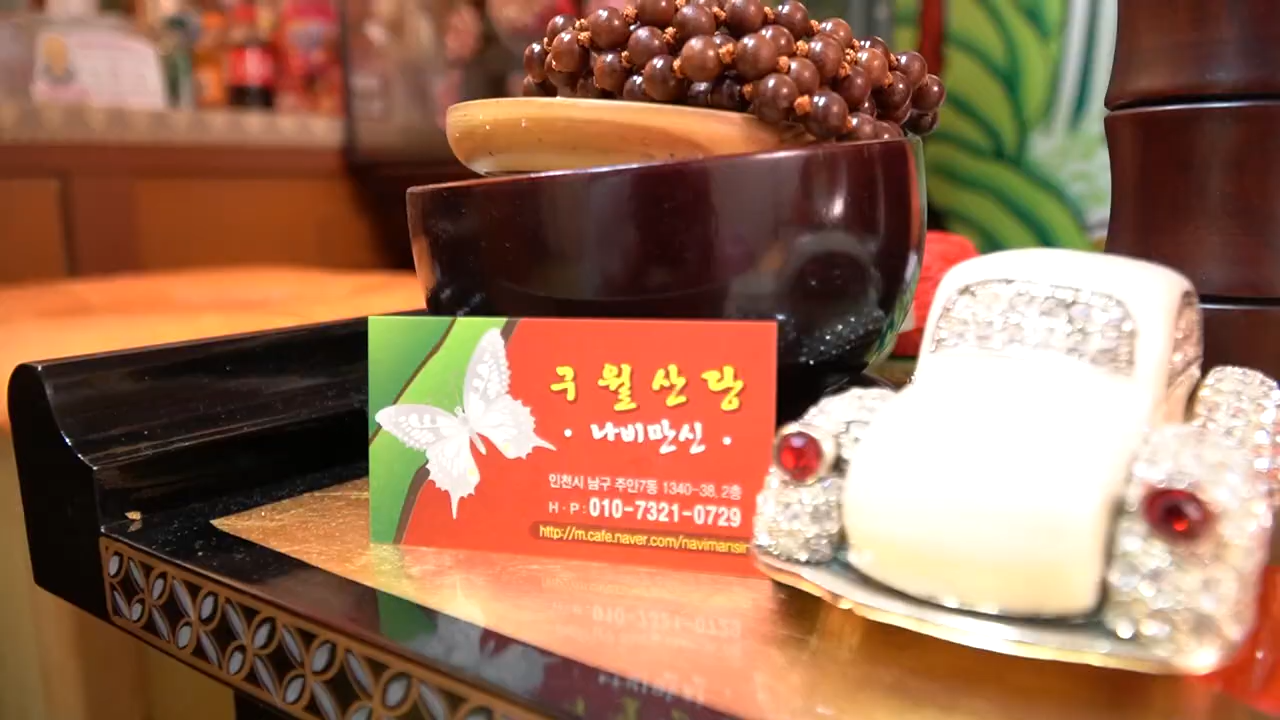 구월산당
· 나비만신 ·
인천시 남구 주안7동 1340-38, 2층
H·P: 010-7321-0729
http://m.cafe.naver.com/navimansin